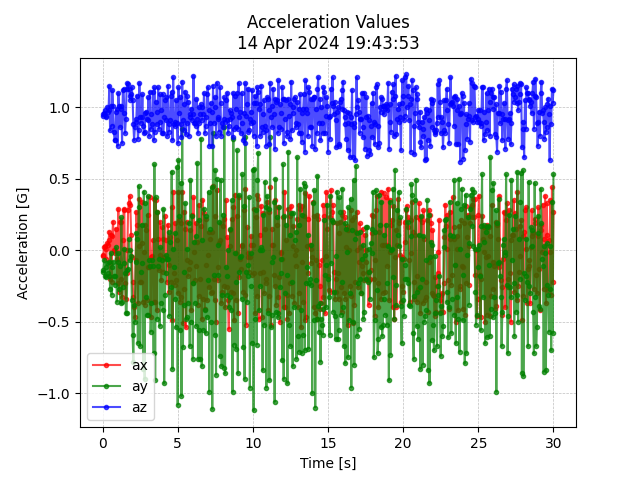 Acceleration Values
14 Apr 2024 19:43:53
Acceleration [G]
1.0
0.5
0.0
−0.5
−1.0
ax
ay
az
0 5 10 15 20 25 30
Time [s]